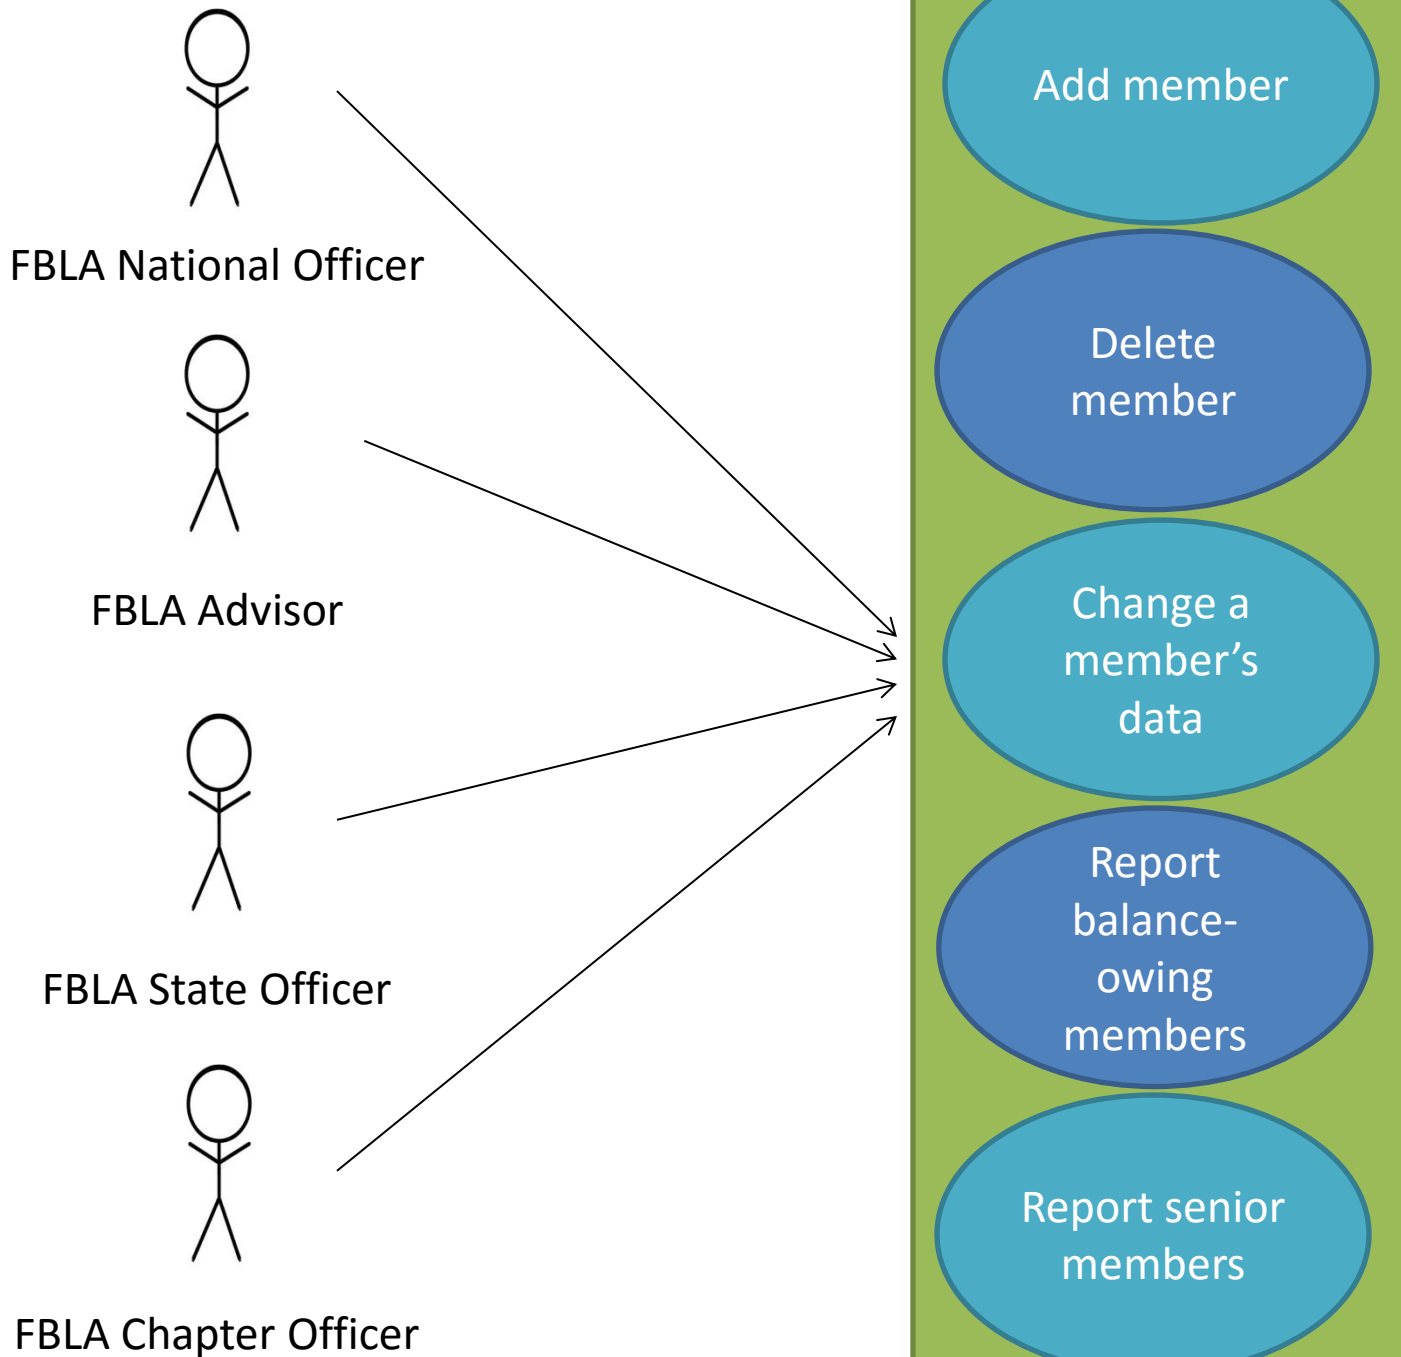 FBLA National Officer
FBLA Advisor
FBLA State Officer
FBLA Chapter Officer
Add member
Delete
member
Change a
member’s
data
Report
balance-
owing
members
Report senior
members